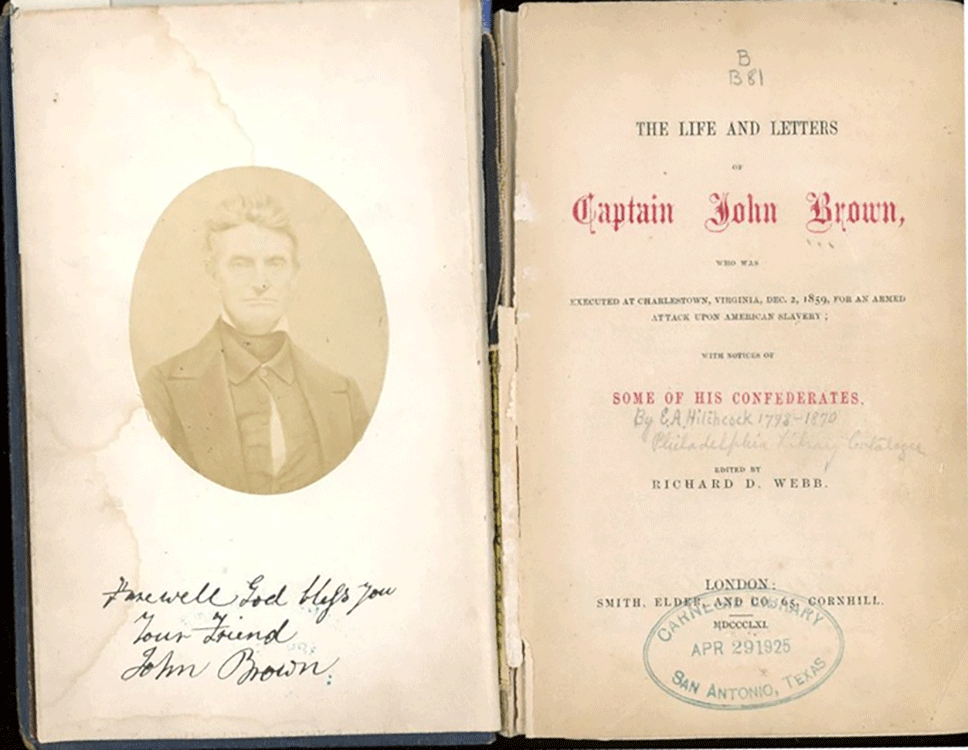 Farewell God bless you
Your Friend
John Brown.
B
B81
THE LIFE AND LETTERS
OF
Captain John Brown,
WHO WAS
EXECUTED AT CHARLESTOWN, VIRGINIA, DEC. 2, 1859, FOR AN ARMED
ATTACK UPON AMERICAN SLAVERY;
WITH NOTICES OF
SOME OF HIS CONFEDERATES.
By E.A. Hitchcock 1798-1870
Philadelphia Library Catalogue
EDITED BY
RICHARD D. WEBB.
LONDON:
SMITH, ELDER, AND CO. 65, CORNHILL.
MDCCCLXI.
CARNEGIE LIBRARY
APR 29 1925
SAN ANTONIO, TEXAS